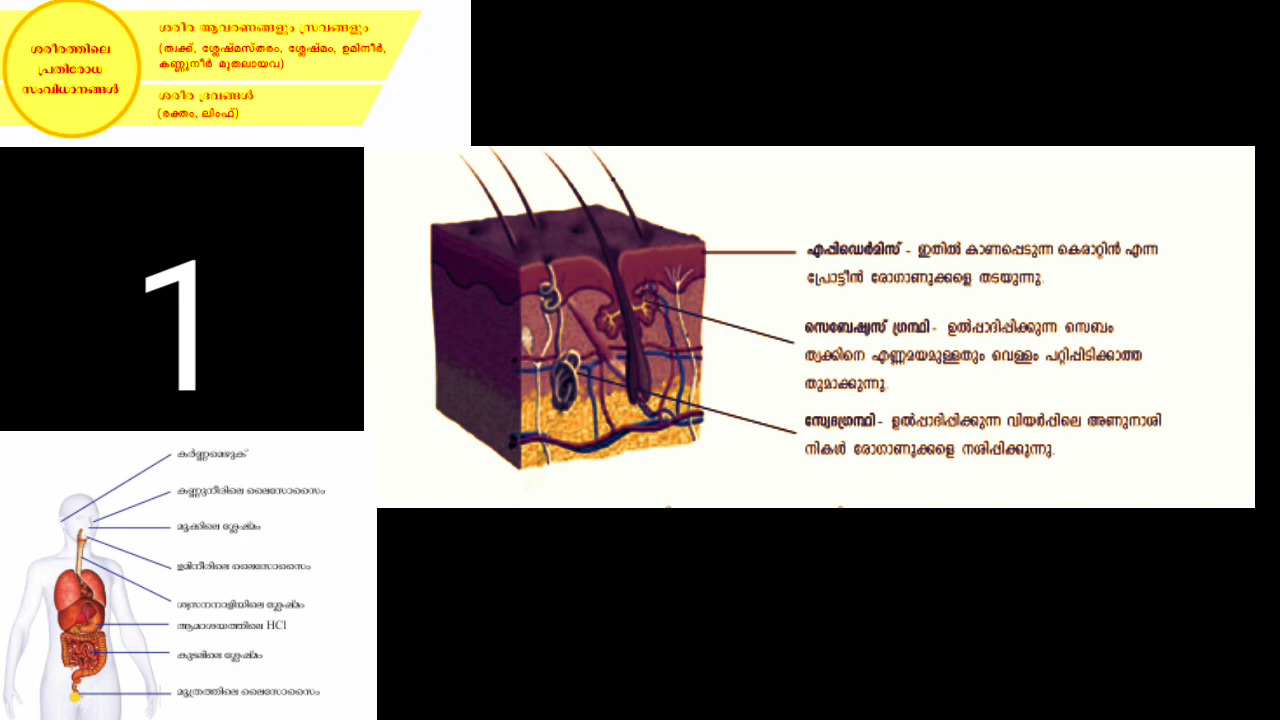 ശരീരത്തിലെ
പ്രതിരോധ
സംവിധാനങ്ങൾ
ശരീര ആവരണങ്ങളും സ്രവങ്ങളും
(ത്വക്ക്, ശ്ലേഷ്മസ്തരം, ശ്ലേഷ്മം, ഉമിനീർ,
കണ്ണുനീർ മുതലായവ)
ശരീര ദ്രവങ്ങൾ
(രക്തം, ലിംഫ്)
1
എപ്പിഡെർമിസ് - ഇതിൽ കാണപ്പെടുന്ന കെരാറ്റിൻ എന്ന
പ്രോട്ടീൻ രോഗാണുക്കളെ തടയുന്നു.
സെബേഷ്യസ് ഗ്രന്ഥി - ഉൽപ്പാദിപ്പിക്കുന്ന സെബം
ത്വക്കിനെ എണ്ണമയമുള്ളതും വെള്ളം പറ്റിപ്പിടിക്കാത്ത
തുമാക്കുന്നു.
സ്വേദഗ്രന്ഥി - ഉൽപ്പാദിപ്പിക്കുന്ന വിയർപ്പിലെ അണുനാശി
നികൾ രോഗാണുക്കളെ നശിപ്പിക്കുന്നു.
കർണ്ണമെഴുക്
കണ്ണുനീരിലെ ലൈസോസൈം
മൂക്കിലെ ശ്ലേഷ്മം
ഉമിനീരിലെ ലൈസോസൈം
ശ്വസനനാളിയിലെ ശ്ലേഷ്മം
ആമാശയത്തിലെ HCl
കുടലിലെ ശ്ലേഷ്മം
മൂത്രത്തിലെ ലൈസോസൈം